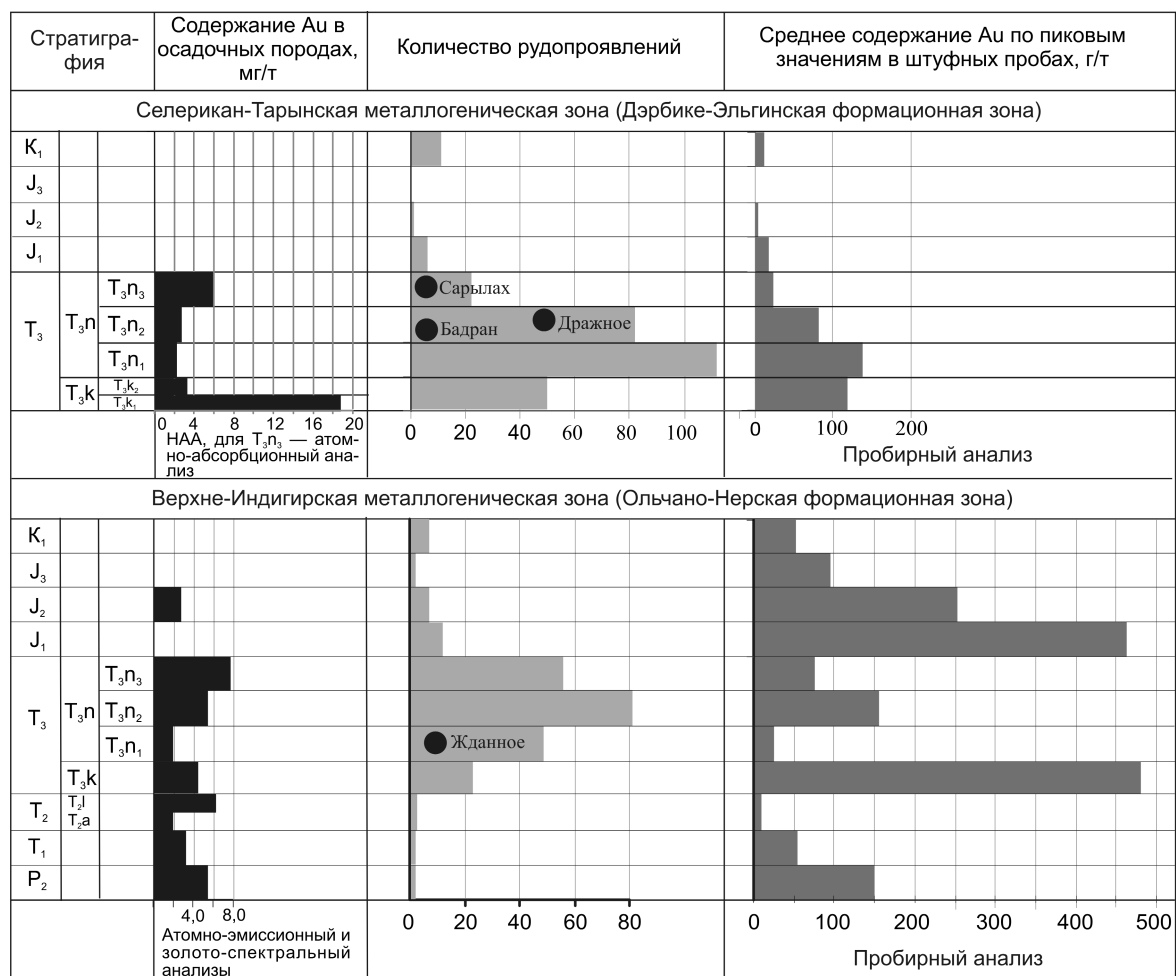 Стратигра-
фия
Содержание Au в
осадочных породах,
мг/т
Количество рудопроявлений
Среднее содержание Au по пиковым
значениям в штуфных пробах, г/т
Селерикан-Тарынская металлогеническая зона (Дэрбике-Эльгинская формационная зона)
K₁
J₃
J₂
J₁
T₃
T₃n
T₃n₃
Сарылах
T₃n₂
Бадран
Дражное
T₃n₁
T₃k
T₃k₂
T₃k₁
0 4 8 12 16 20
НАА, для T₃n₃ — атом-
но-абсорбционный ана-
лиз
0 20 40 60 80 100
0 100 200
Пробирный анализ
Верхне-Индигирская металлогеническая зона (Ольчано-Нерская формационная зона)
K₁
J₃
J₂
J₁
T₃
T₃n
T₃n₃
T₃n₂
T₃n₁
Жданное
T₃k
T₂
T₂l
T₂a
T₁
P₂
4,0 8,0
Атомно-эмиссионный и
золото-спектральный
анализы
0 20 40 60 80
0 100 200 300 400 500
Пробирный анализ